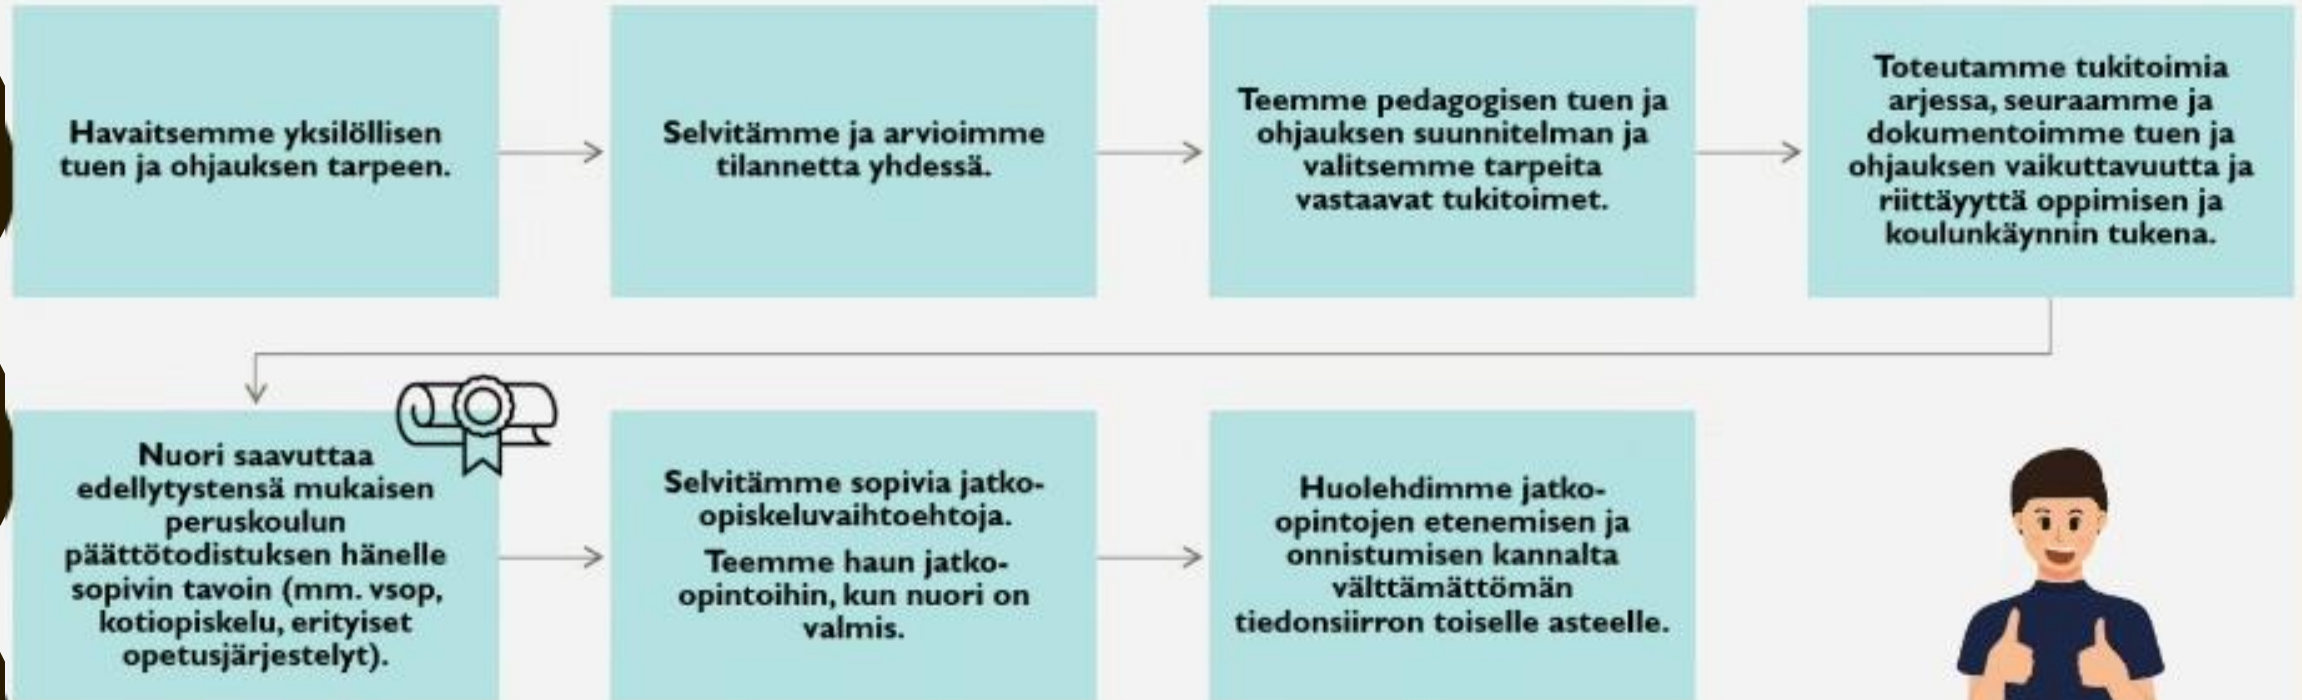 Havaitsemme yksilöllisen
tuen ja ohjauksen tarpeen.
Selvitämme ja arvioimme
tilannetta yhdessä.
Teemme pedagogisen tuen ja
ohjauksen suunnitelman ja
valitsemme tarpeita
vastaavat tukitoimet.
Toteutamme tukitoimia
arjessa, seuraamme ja
dokumentoimme tuen ja
ohjauksen vaikuttavuutta ja
riittäyyttä oppimisen ja
koulunkäynnin tukena.
Nuori saavuttaa
edellytystensä mukaisen
peruskoulun
päättötodistuksen hänelle
sopivin tavoin (mm. vsop,
kotiopiskelu, erityiset
opetusjärjestelyt).
Selvitämme sopivia jatko-
opiskeluvaihtoehtoja.
Teemme haun jatko-
opintoihin, kun nuori on
valmis.
Huolehdimme jatko-
opintojen etenemisen ja
onnistumisen kannalta
välttämättömän
tiedonsiirron toiselle asteelle.